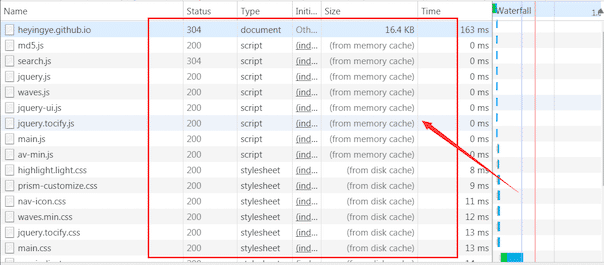 Name Status Type Initi... Size Time Waterfall
heyingye.github.io 304 document Oth... 16.4 KB 163 ms
md5.js 200 script (ind... (from memory cache) 0 ms
search.js 304 script (ind... (from memory cache) 0 ms
jquery.js 200 script (ind... (from memory cache) 0 ms
waves.js 200 script (ind... (from memory cache) 0 ms
jquery-ui.js 200 script (ind... (from memory cache) 0 ms
jquery.tocify.js 200 script (ind... (from memory cache) 0 ms
main.js 200 script (ind... (from memory cache) 0 ms
av-min.js 200 script (ind... (from memory cache) 0 ms
highlight.light.css 200 stylesheet (ind... (from disk cache) 8 ms
prism-customize.css 200 stylesheet (ind... (from disk cache) 9 ms
nav-icon.css 200 stylesheet (ind... (from disk cache) 11 ms
waves.min.css 200 stylesheet (ind... (from disk cache) 12 ms
jquery.tocify.css 200 stylesheet (ind... (from disk cache) 13 ms
main.css 200 stylesheet (ind... (from disk cache) 13 ms